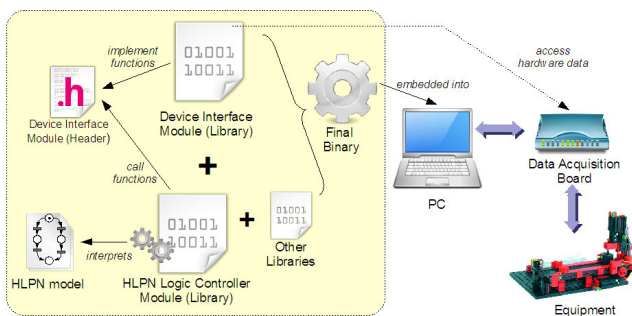 implement
functions
01001
10011
access
hardware data
.h
Device Interface
Module (Header)
Device Interface
Module (Library)
embedded into
Final
Binary
call
functions
+
PC
Data Acquisition
Board
01001
10011
+
01001
10011
Other
Libraries
interprets
HLPN model
HLPN Logic Controller
Module (Library)
Equipment